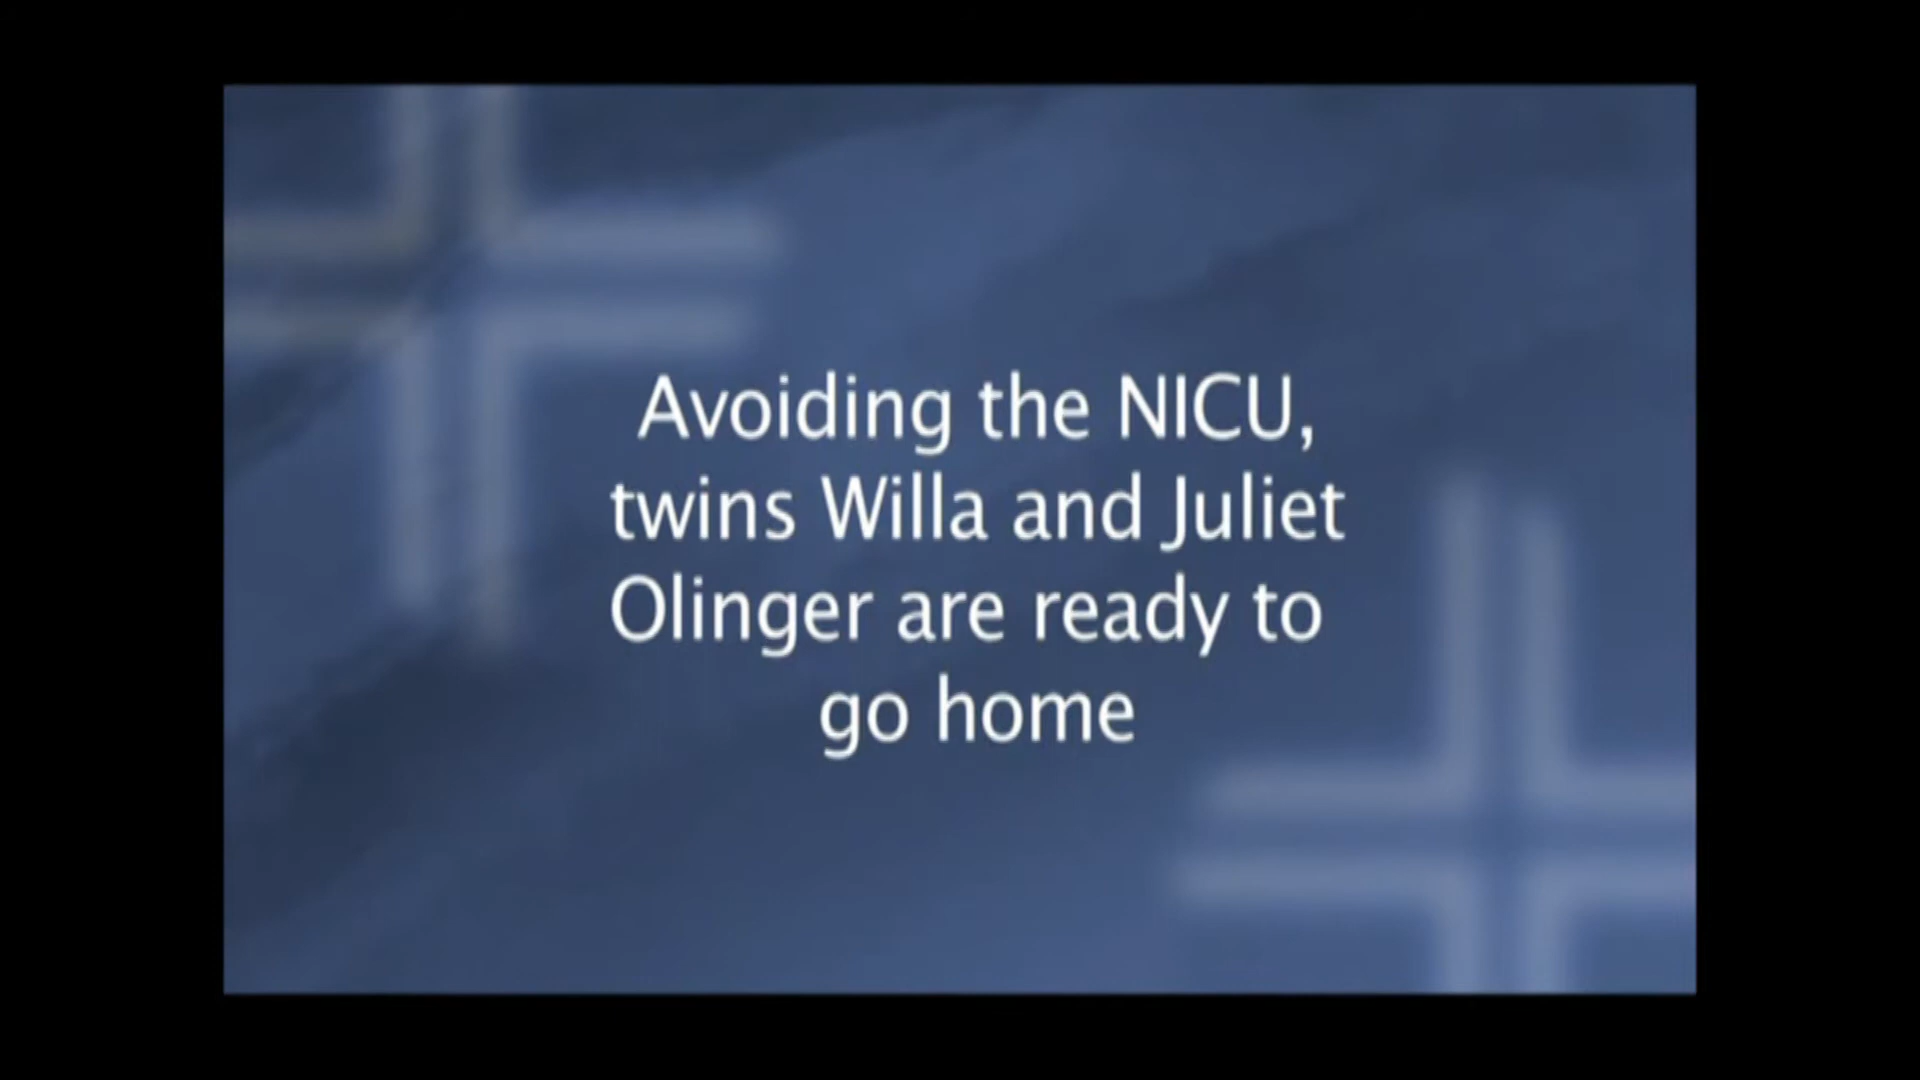 Avoiding the NICU,
twins Willa and Juliet
Olinger are ready to
go home